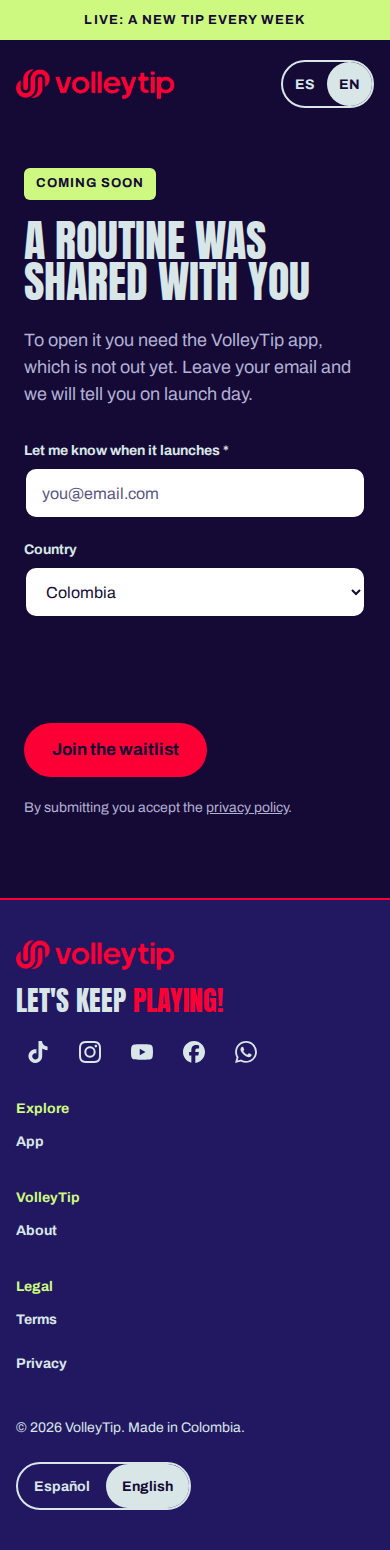 LIVE: A NEW TIP EVERY WEEK
volleytip
ES EN
COMING SOON
A ROUTINE WAS
SHARED WITH YOU
To open it you need the VolleyTip app,
which is not out yet. Leave your email and
we will tell you on launch day.
Let me know when it launches *
you@email.com
Country
Colombia
Join the waitlist
By submitting you accept the privacy policy.
volleytip
LET'S KEEP PLAYING!
Explore
App
VolleyTip
About
Legal
Terms
Privacy
© 2026 VolleyTip. Made in Colombia.
Español English